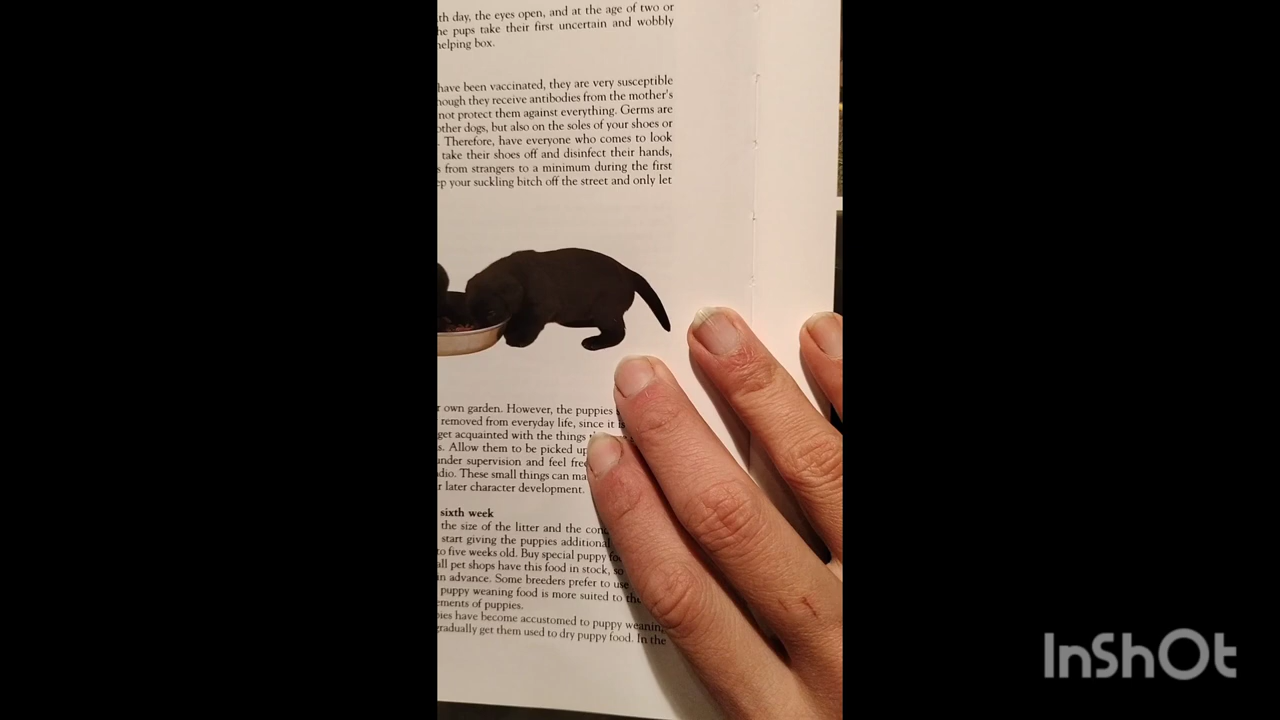 th day, the eyes open, and at the age of two or
he pups take their first uncertain and wobbly
helping box.
have been vaccinated, they are very susceptible
hough they receive antibodies from the mother's
not protect them against everything. Germs are
other dogs, but also on the soles of your shoes or
. Therefore, have everyone who comes to look
take their shoes off and disinfect their hands,
s from strangers to a minimum during the first
ep your suckling bitch off the street and only let
r own garden. However, the puppies
removed from everyday life, since it is
get acquainted with the things
s. Allow them to be picked up
under supervision and feel free
dio. These small things can
r later character development.
sixth week
the size of the litter and the
start giving the puppies additional
to five weeks old. Buy special puppy
all pet shops have this food in stock, so
in advance. Some breeders prefer to use
puppy weaning food is more suited to the
ements of puppies.
ies have become accustomed to puppy weaning
gradually get them used to dry puppy food. In the
InShOt